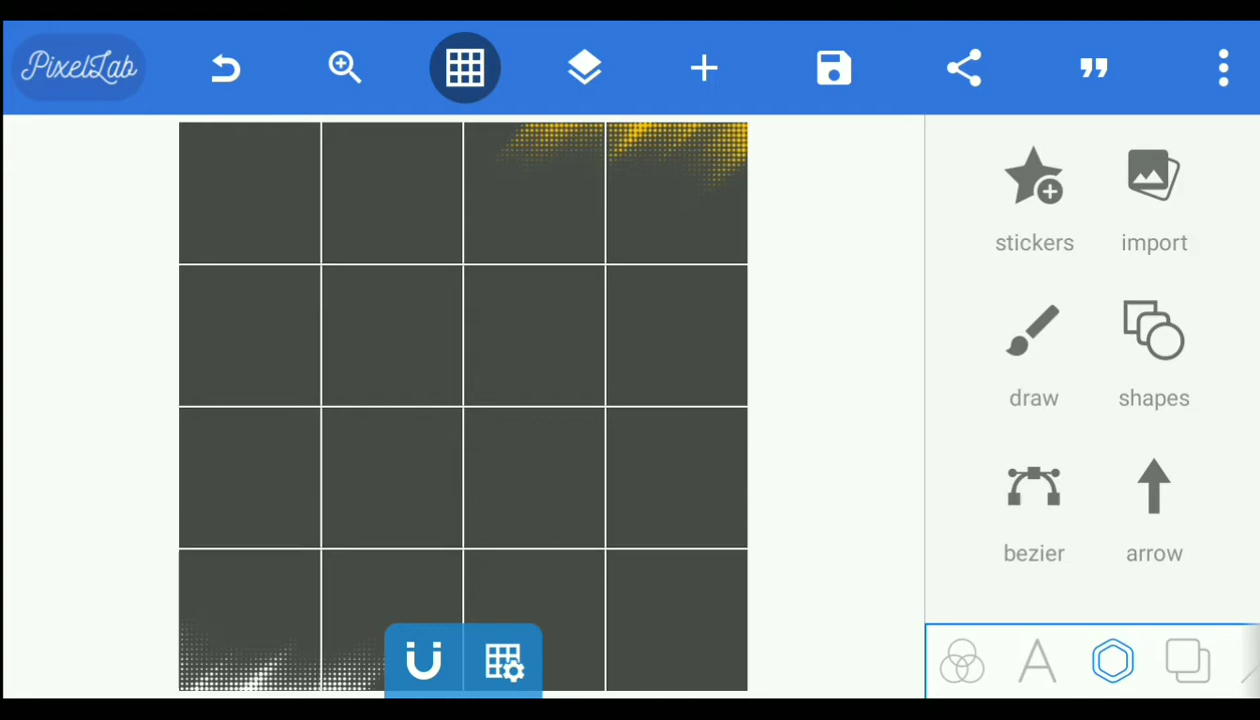 PixelLab
stickers
import
draw
shapes
bezier
arrow